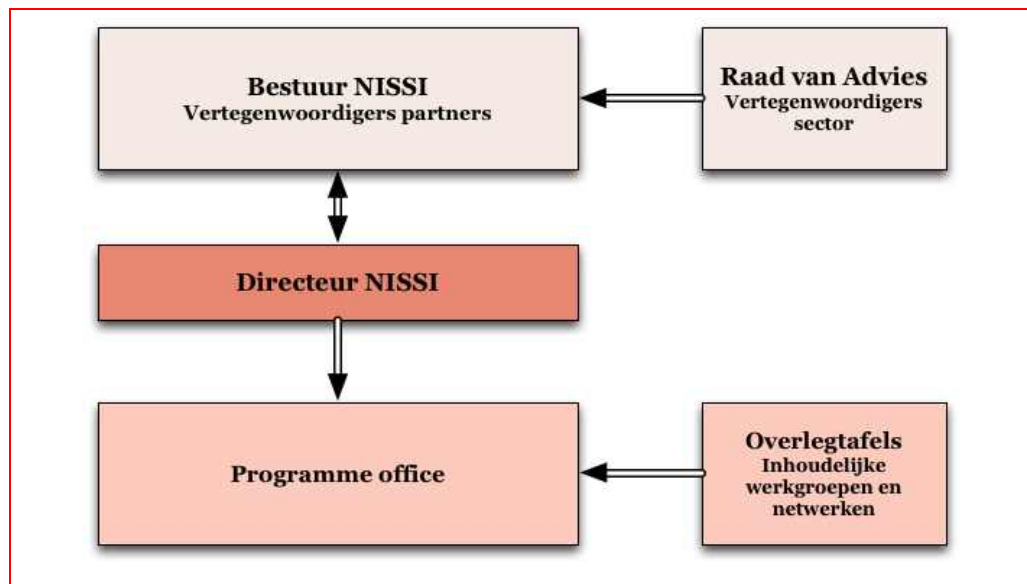 Bestuur NISSI
Vertegenwoordigers partners
Raad van Advies
Vertegenwoordigers
sector
Directeur NISSI
Programme office
Overlegtafels
Inhoudelijke
werkgroepen en
netwerken